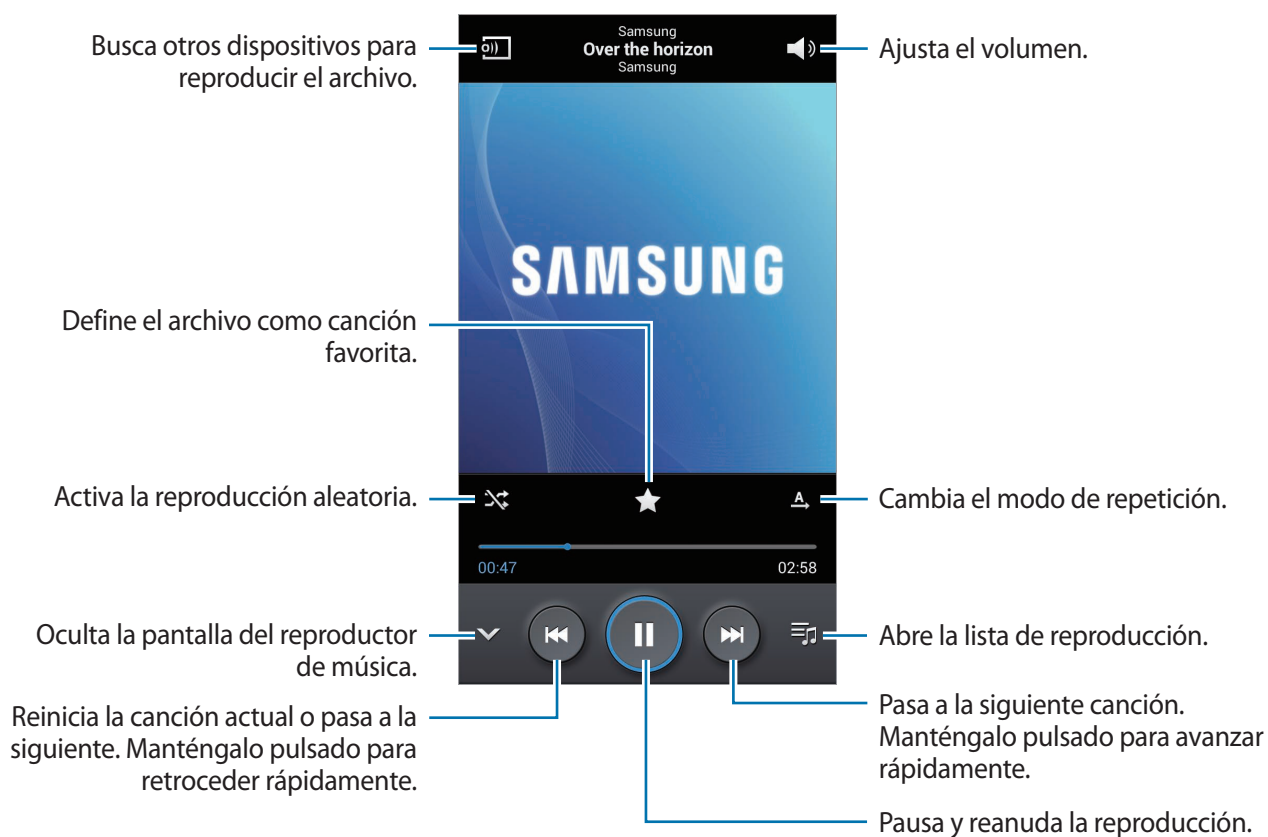 Busca otros dispositivos para
reproducir el archivo.
Samsung
Over the horizon
Samsung
Ajusta el volumen.
SAMSUNG
Define el archivo como canción
favorita.
Activa la reproducción aleatoria.
A
Cambia el modo de repetición.
00:47
02:58
Oculta la pantalla del reproductor
de música.
Abre la lista de reproducción.
Reinicia la canción actual o pasa a la
siguiente. Manténgalo pulsado para
retroceder rápidamente.
Pasa a la siguiente canción.
Manténgalo pulsado para avanzar
rápidamente.
Pausa y reanuda la reproducción.